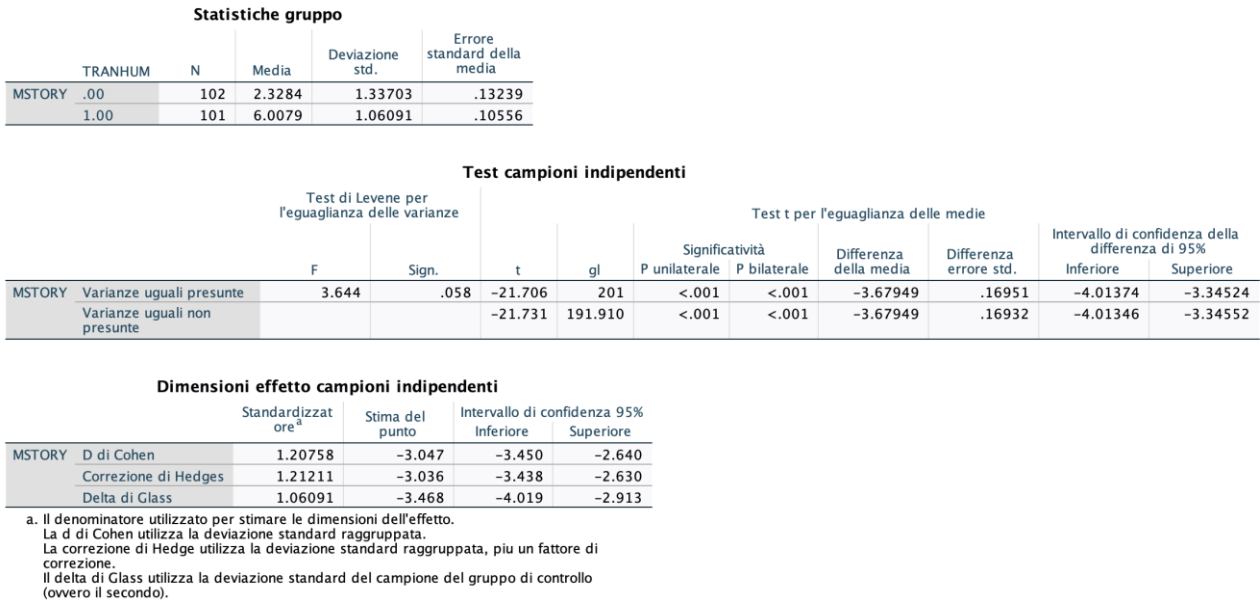 Statistiche gruppo
TRANHUM N Media Deviazione std. Errore standard della media
MSTORY .00 102 2.3284 1.33703 .13239
1.00 101 6.0079 1.06091 .10556
Test campioni indipendenti
Test di Levene per l'eguaglianza delle varianze Test t per l'eguaglianza delle medie
Significatività Differenza della media Differenza errore std. Intervallo di confidenza della differenza di 95%
F Sign. t gl P unilaterale P bilaterale Inferiore Superiore
MSTORY Varianze uguali presunte 3.644 .058 -21.706 201 <.001 <.001 -3.67949 .16951 -4.01374 -3.34524
Varianze uguali non presunte -21.731 191.910 <.001 <.001 -3.67949 .16932 -4.01346 -3.34552
Dimensioni effetto campioni indipendenti
Standardizzatore^a Stima del punto Intervallo di confidenza 95%
Inferiore Superiore
MSTORY D di Cohen 1.20758 -3.047 -3.450 -2.640
Correzione di Hedges 1.21211 -3.036 -3.438 -2.630
Delta di Glass 1.06091 -3.468 -4.019 -2.913
a. Il denominatore utilizzato per stimare le dimensioni dell'effetto.
La d di Cohen utilizza la deviazione standard raggruppata.
La correzione di Hedge utilizza la deviazione standard raggruppata, piu un fattore di
correzione.
Il delta di Glass utilizza la deviazione standard del campione del gruppo di controllo
(ovvero il secondo).